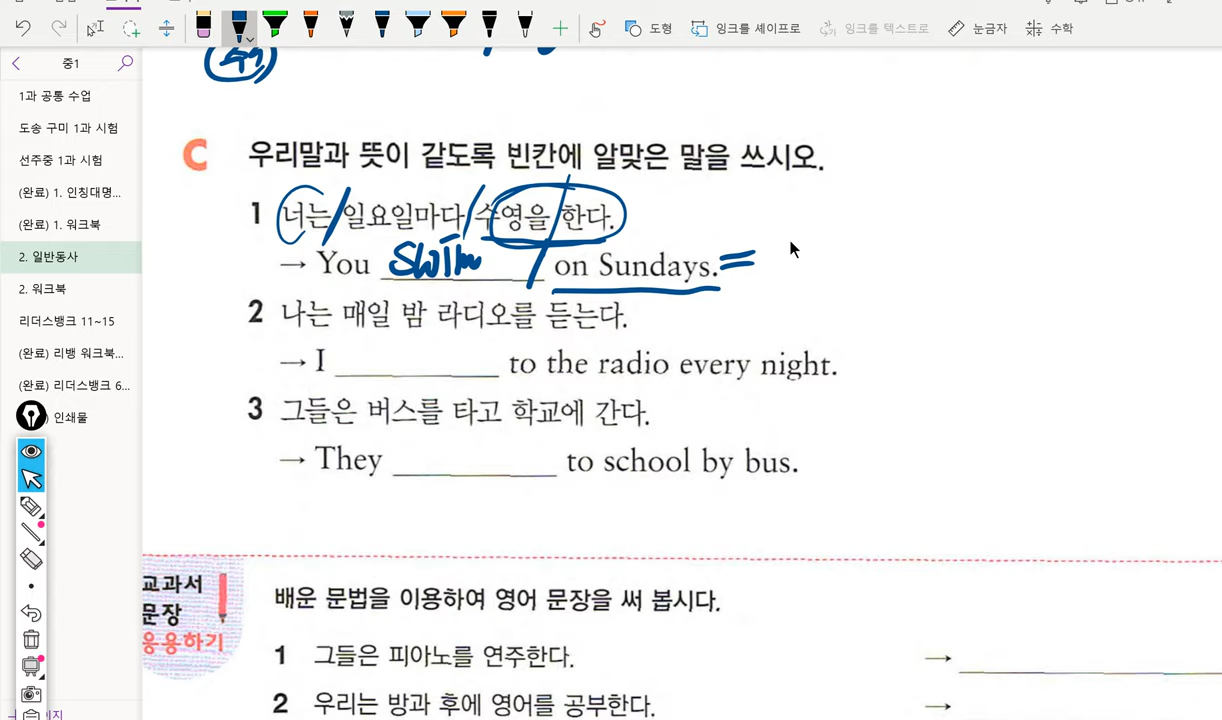 도형
잉크를 셰이프로
잉크를 텍스트로
눈금자
수학
중1
1과 공통 수업
도송 구미 1과 시험
선주중 1과 시험
(완료) 1. 인칭대명...
(완료) 1. 워크북
2. 일반동사
2. 워크북
리더스뱅크 11~15
(완료) 리뱅 워크북...
(완료) 리더스뱅크 6...
) 인쇄물
C 우리말과 뜻이 같도록 빈칸에 알맞은 말을 쓰시오.
1 너는 일요일마다 수영을 한다.
→ You swim on Sundays. =
2 나는 매일 밤 라디오를 듣는다.
→ I ________ to the radio every night.
3 그들은 버스를 타고 학교에 간다.
→ They ________ to school by bus.
교과서
문장
응용하기
배운 문법을 이용하여 영어 문장을 써 봅시다.
1 그들은 피아노를 연주한다. →
2 우리는 방과 후에 영어를 공부한다. →